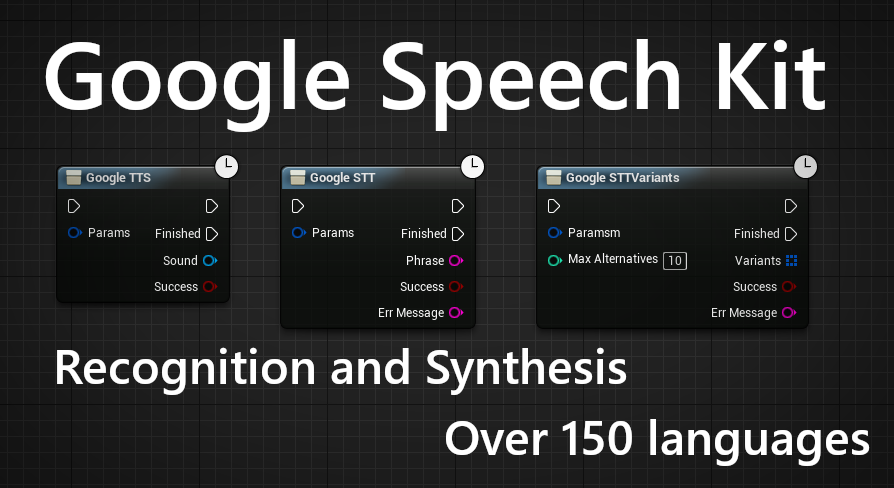 Google Speech Kit
Google TTS
Params
Finished
Sound
Success
Google STT
Params
Finished
Phrase
Success
Err Message
Google STTVariants
Paramsm
Finished
Max Alternatives 10
Variants
Success
Err Message
Recognition and Synthesis
Over 150 languages